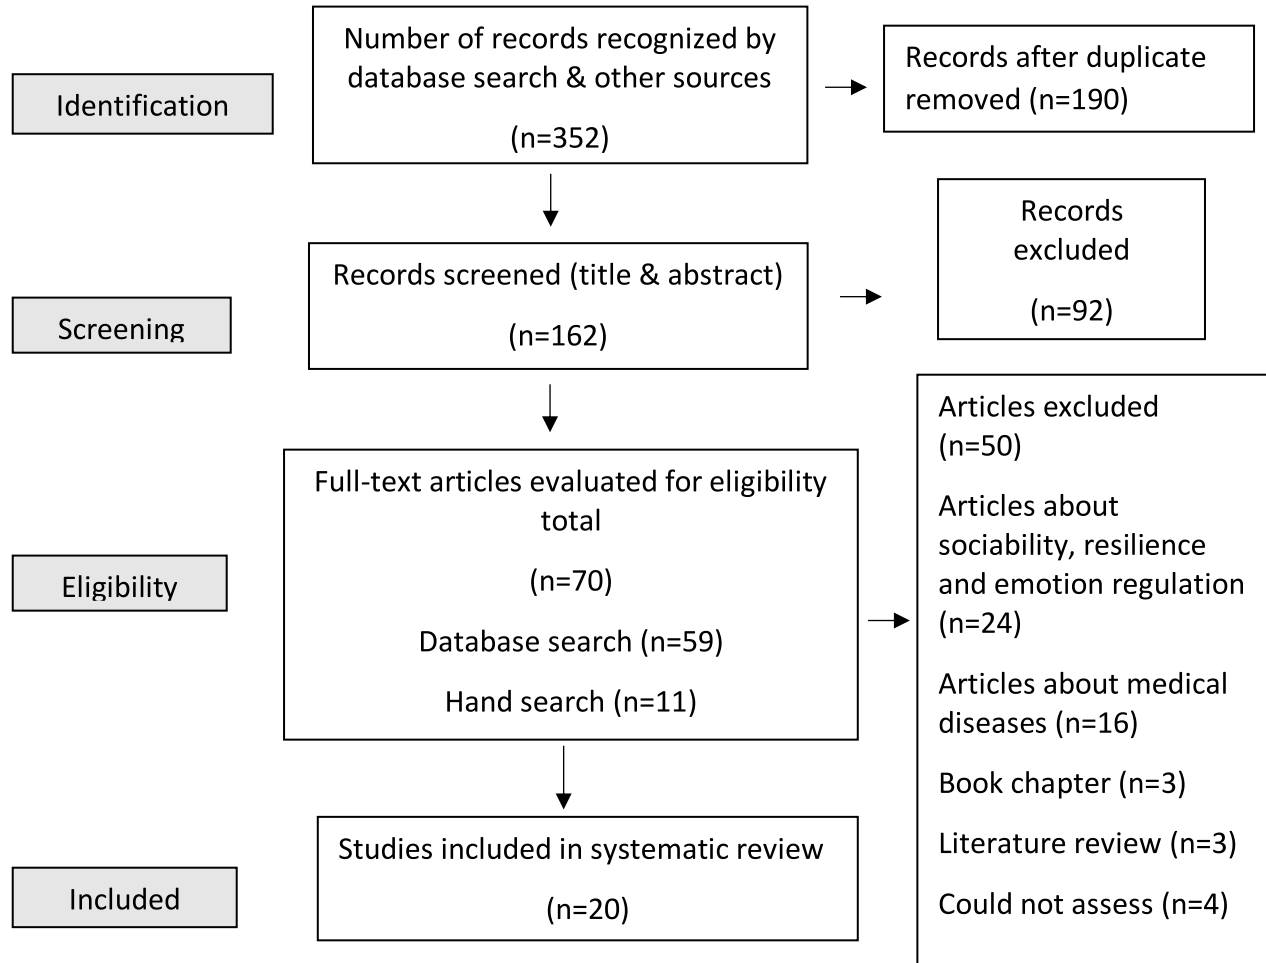 Identification
Number of records recognized by
database search & other sources
(n=352)
Records after duplicate
removed (n=190)
Screening
Records screened (title & abstract)
(n=162)
Records
excluded
(n=92)
Eligibility
Full-text articles evaluated for eligibility
total
(n=70)
Database search (n=59)
Hand search (n=11)
Articles excluded
(n=50)
Articles about
sociability, resilience
and emotion regulation
(n=24)
Articles about medical
diseases (n=16)
Book chapter (n=3)
Literature review (n=3)
Could not assess (n=4)
Included
Studies included in systematic review
(n=20)